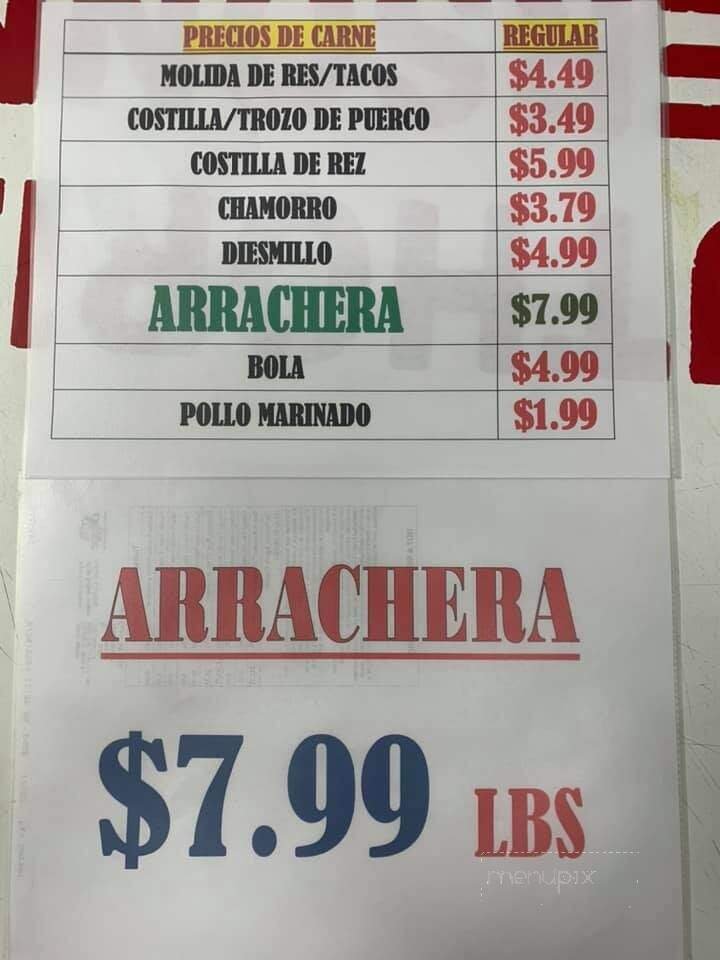 PRECIOS DE CARNE REGULAR
MOLIDA DE RES/TACOS $4.49
COSTILLA/TROZO DE PUERCO $3.49
COSTILLA DE REZ $5.99
CHAMORRO $3.79
DIESMILLO $4.99
ARRACHERA $7.99
BOLA $4.99
POLLO MARINADO $1.99
ARRACHERA
$7.99 LBS
menupix